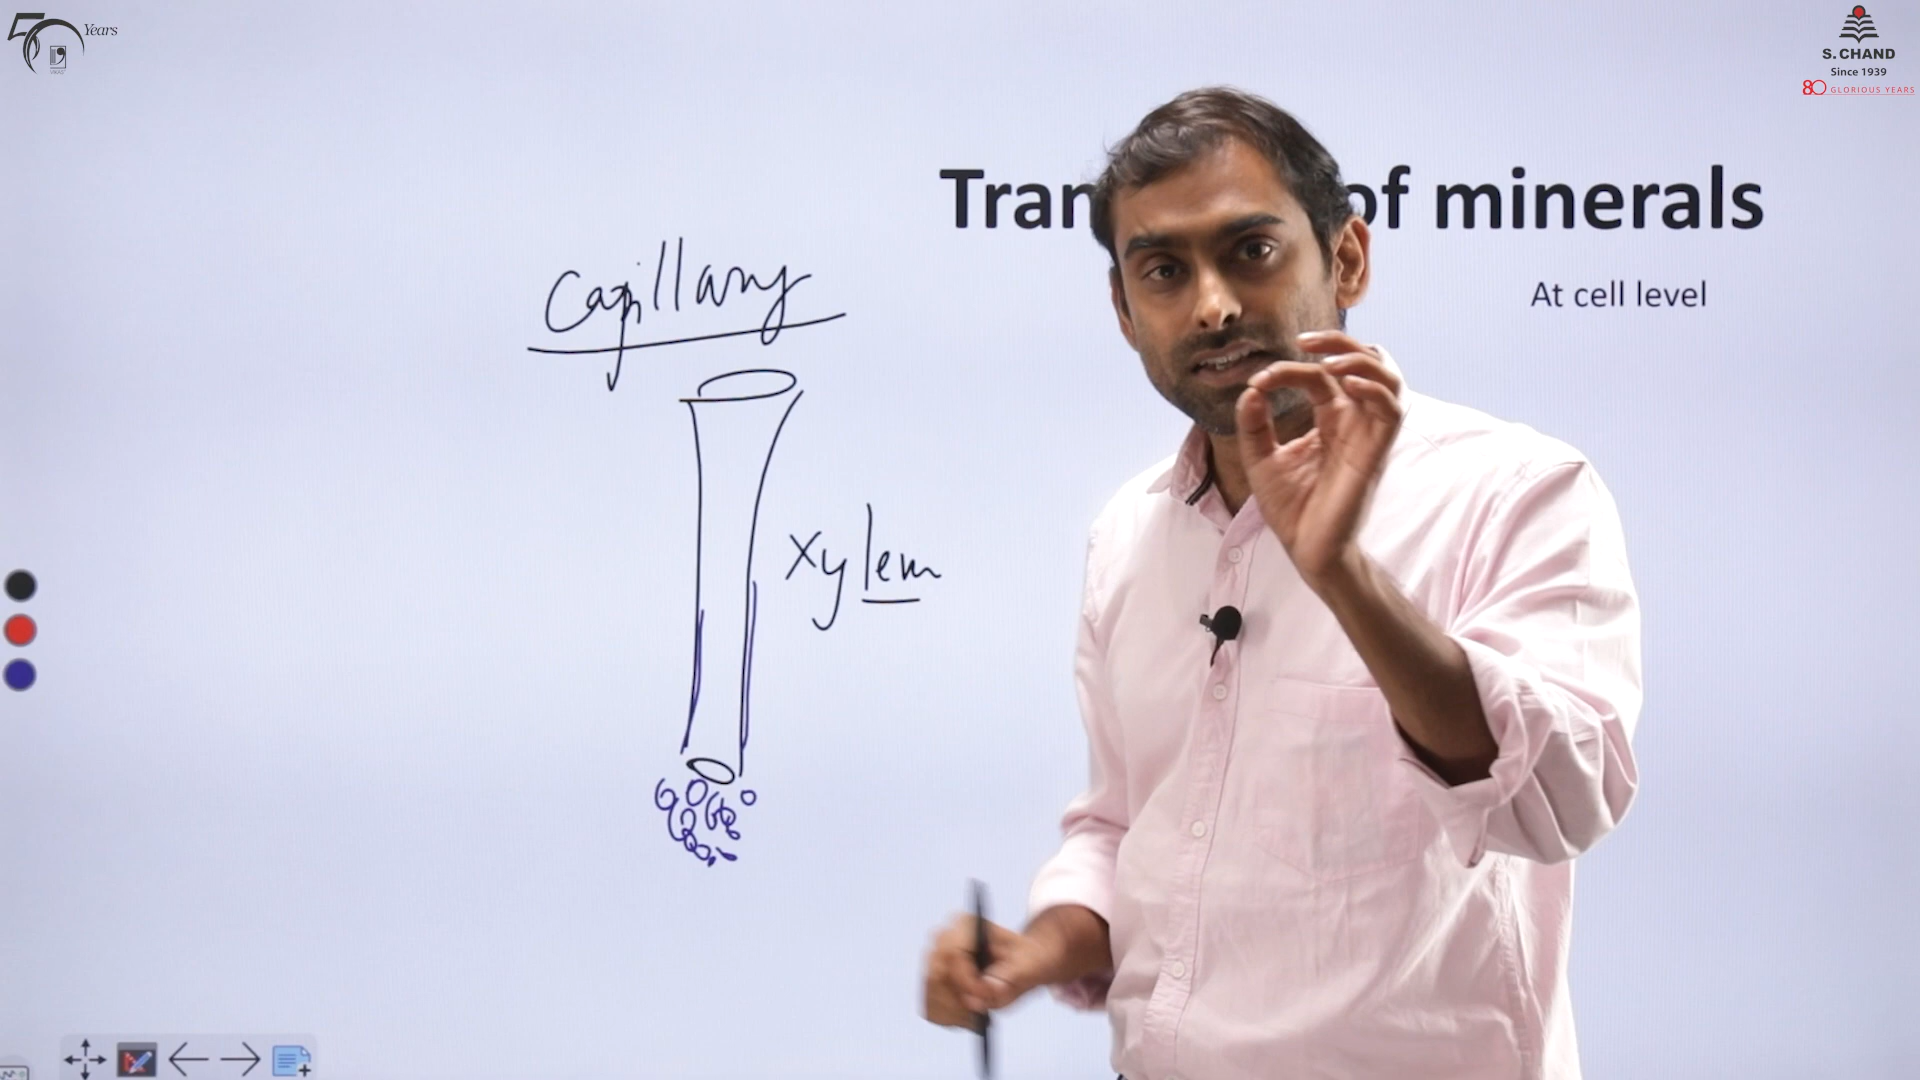 Years
S. CHAND
Since 1939
80 GLORIOUS YEARS
Tran of minerals
At cell level
Capillary
Xylem